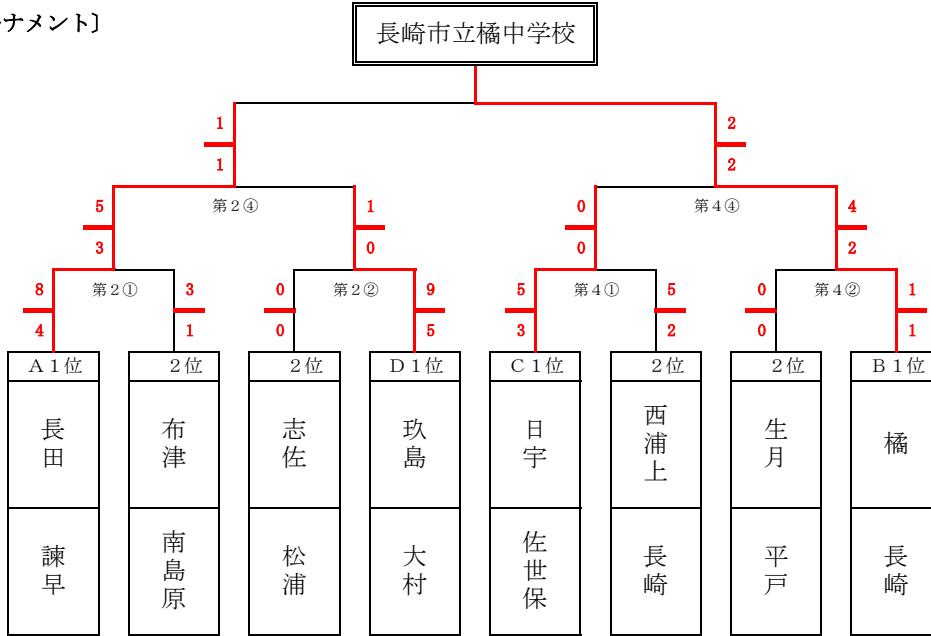 ーナメント〕
長崎市立橘中学校
1 2
1 2
第2④ 第4④
5 1 0 4
3 0 0 2
第2① 第2② 第4① 第4②
8 3 0 9 5 5 0 1
4 1 0 5 3 2 0 1
A1位 2位 2位 D1位 C1位 2位 2位 B1位
長田 布津 志佐 玖島 日宇 西浦上 生月 橘
諫早 南島原 松浦 大村 佐世保 長崎 平戸 長崎